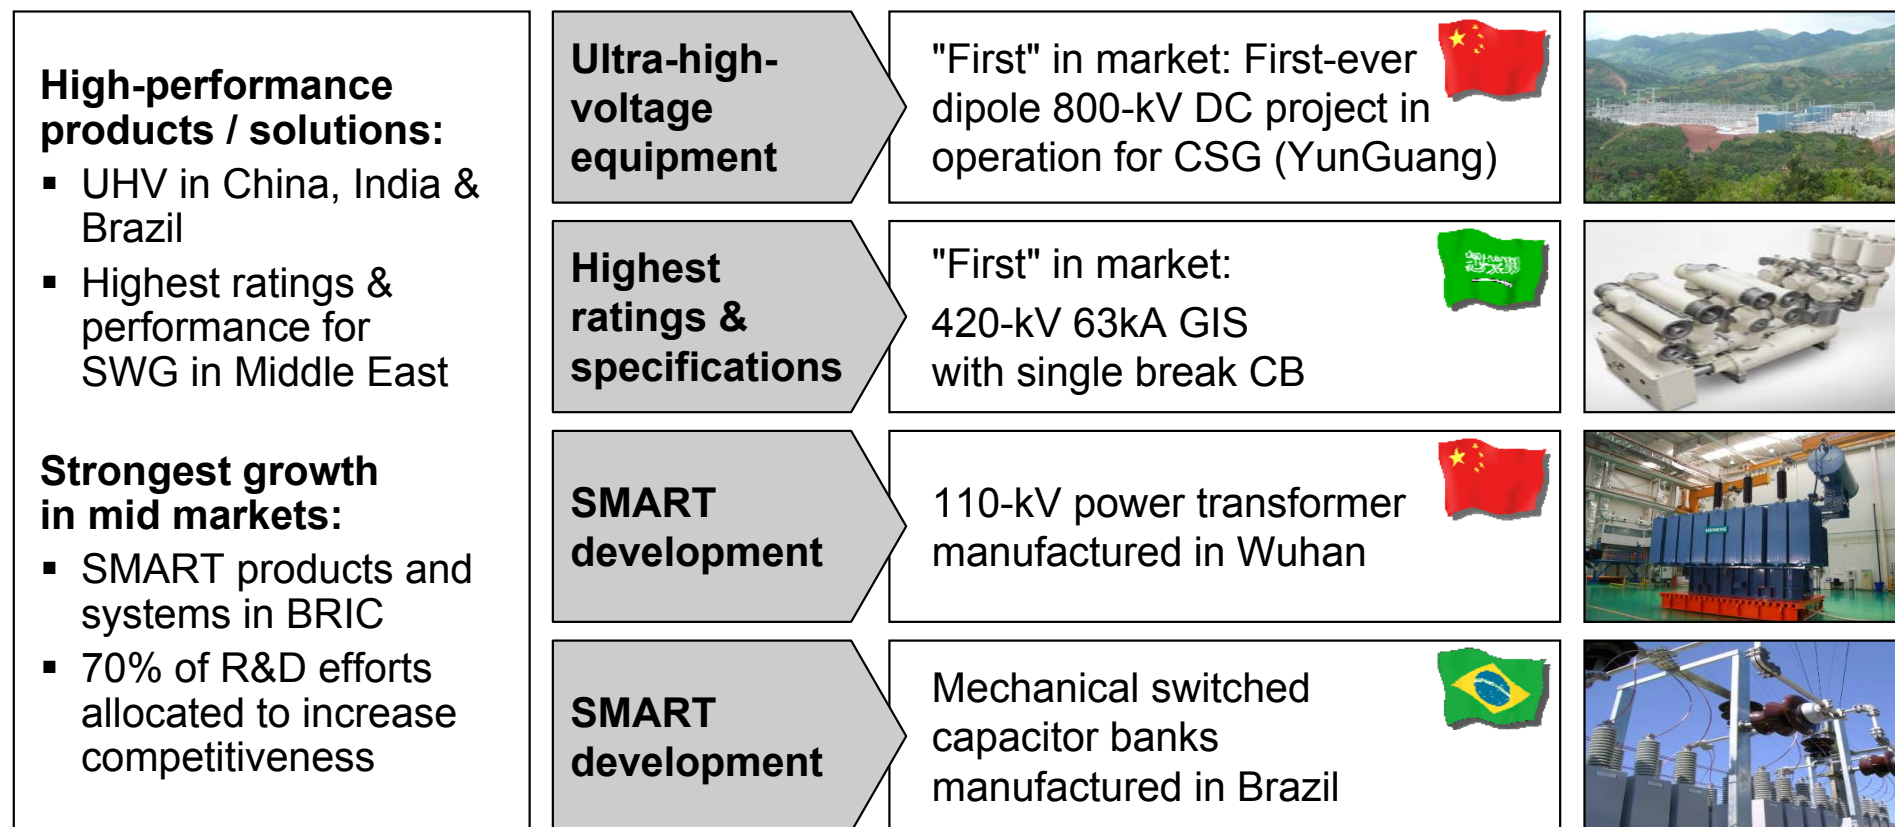 High-performance
products / solutions:
▪ UHV in China, India &
Brazil
▪ Highest ratings &
performance for
SWG in Middle East
Strongest growth
in mid markets:
▪ SMART products and
systems in BRIC
▪ 70% of R&D efforts
allocated to increase
competitiveness
Ultra-high-
voltage
equipment
"First" in market: First-ever
dipole 800-kV DC project in
operation for CSG (YunGuang)
Highest
ratings &
specifications
"First" in market:
420-kV 63kA GIS
with single break CB
SMART
development
110-kV power transformer
manufactured in Wuhan
SIEMENS
SMART
development
Mechanical switched
capacitor banks
manufactured in Brazil